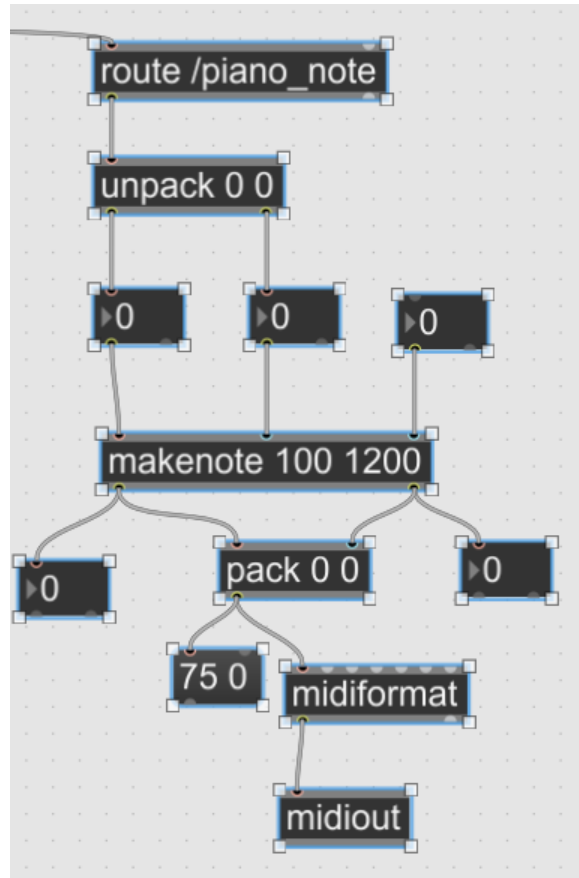 route /piano_note
unpack 0 0
0
0
0
makenote 100 1200
0
pack 0 0
0
75 0
midiformat
midiout